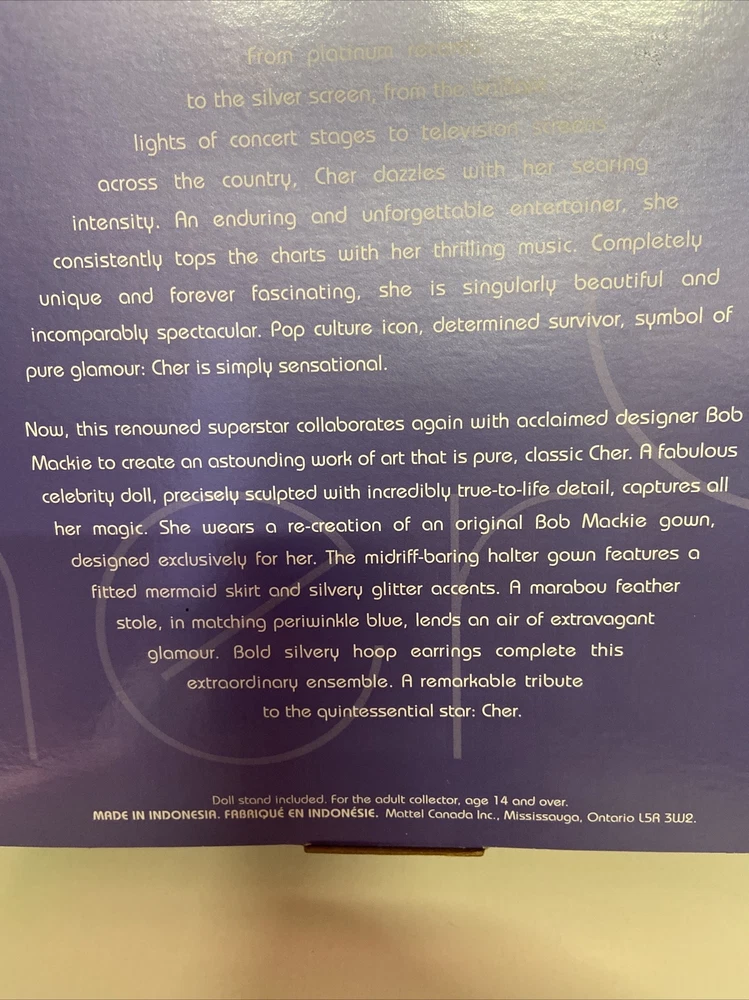 from platinum records
to the silver screen, from the brilliant
lights of concert stages to television screens
across the country, Cher dazzles with her searing
intensity. An enduring and unforgettable entertainer, she
consistently tops the charts with her thrilling music. Completely
unique and forever fascinating, she is singularly beautiful and
incomparably spectacular. Pop culture icon, determined survivor, symbol of
pure glamour: Cher is simply sensational.
Now, this renowned superstar collaborates again with acclaimed designer Bob
Mackie to create an astounding work of art that is pure, classic Cher. A fabulous
celebrity doll, precisely sculpted with incredibly true-to-life detail, captures all
her magic. She wears a re-creation of an original Bob Mackie gown,
designed exclusively for her. The midriff-baring halter gown features a
fitted mermaid skirt and silvery glitter accents. A marabou feather
stole, in matching periwinkle blue, lends an air of extravagant
glamour. Bold silvery hoop earrings complete this
extraordinary ensemble. A remarkable tribute
to the quintessential star: Cher.
Doll stand included. For the adult collector, age 14 and over.
MADE IN INDONESIA. FABRIQUÉ EN INDONÉSIE. Mattel Canada Inc., Mississauga, Ontario L5R 3W2.